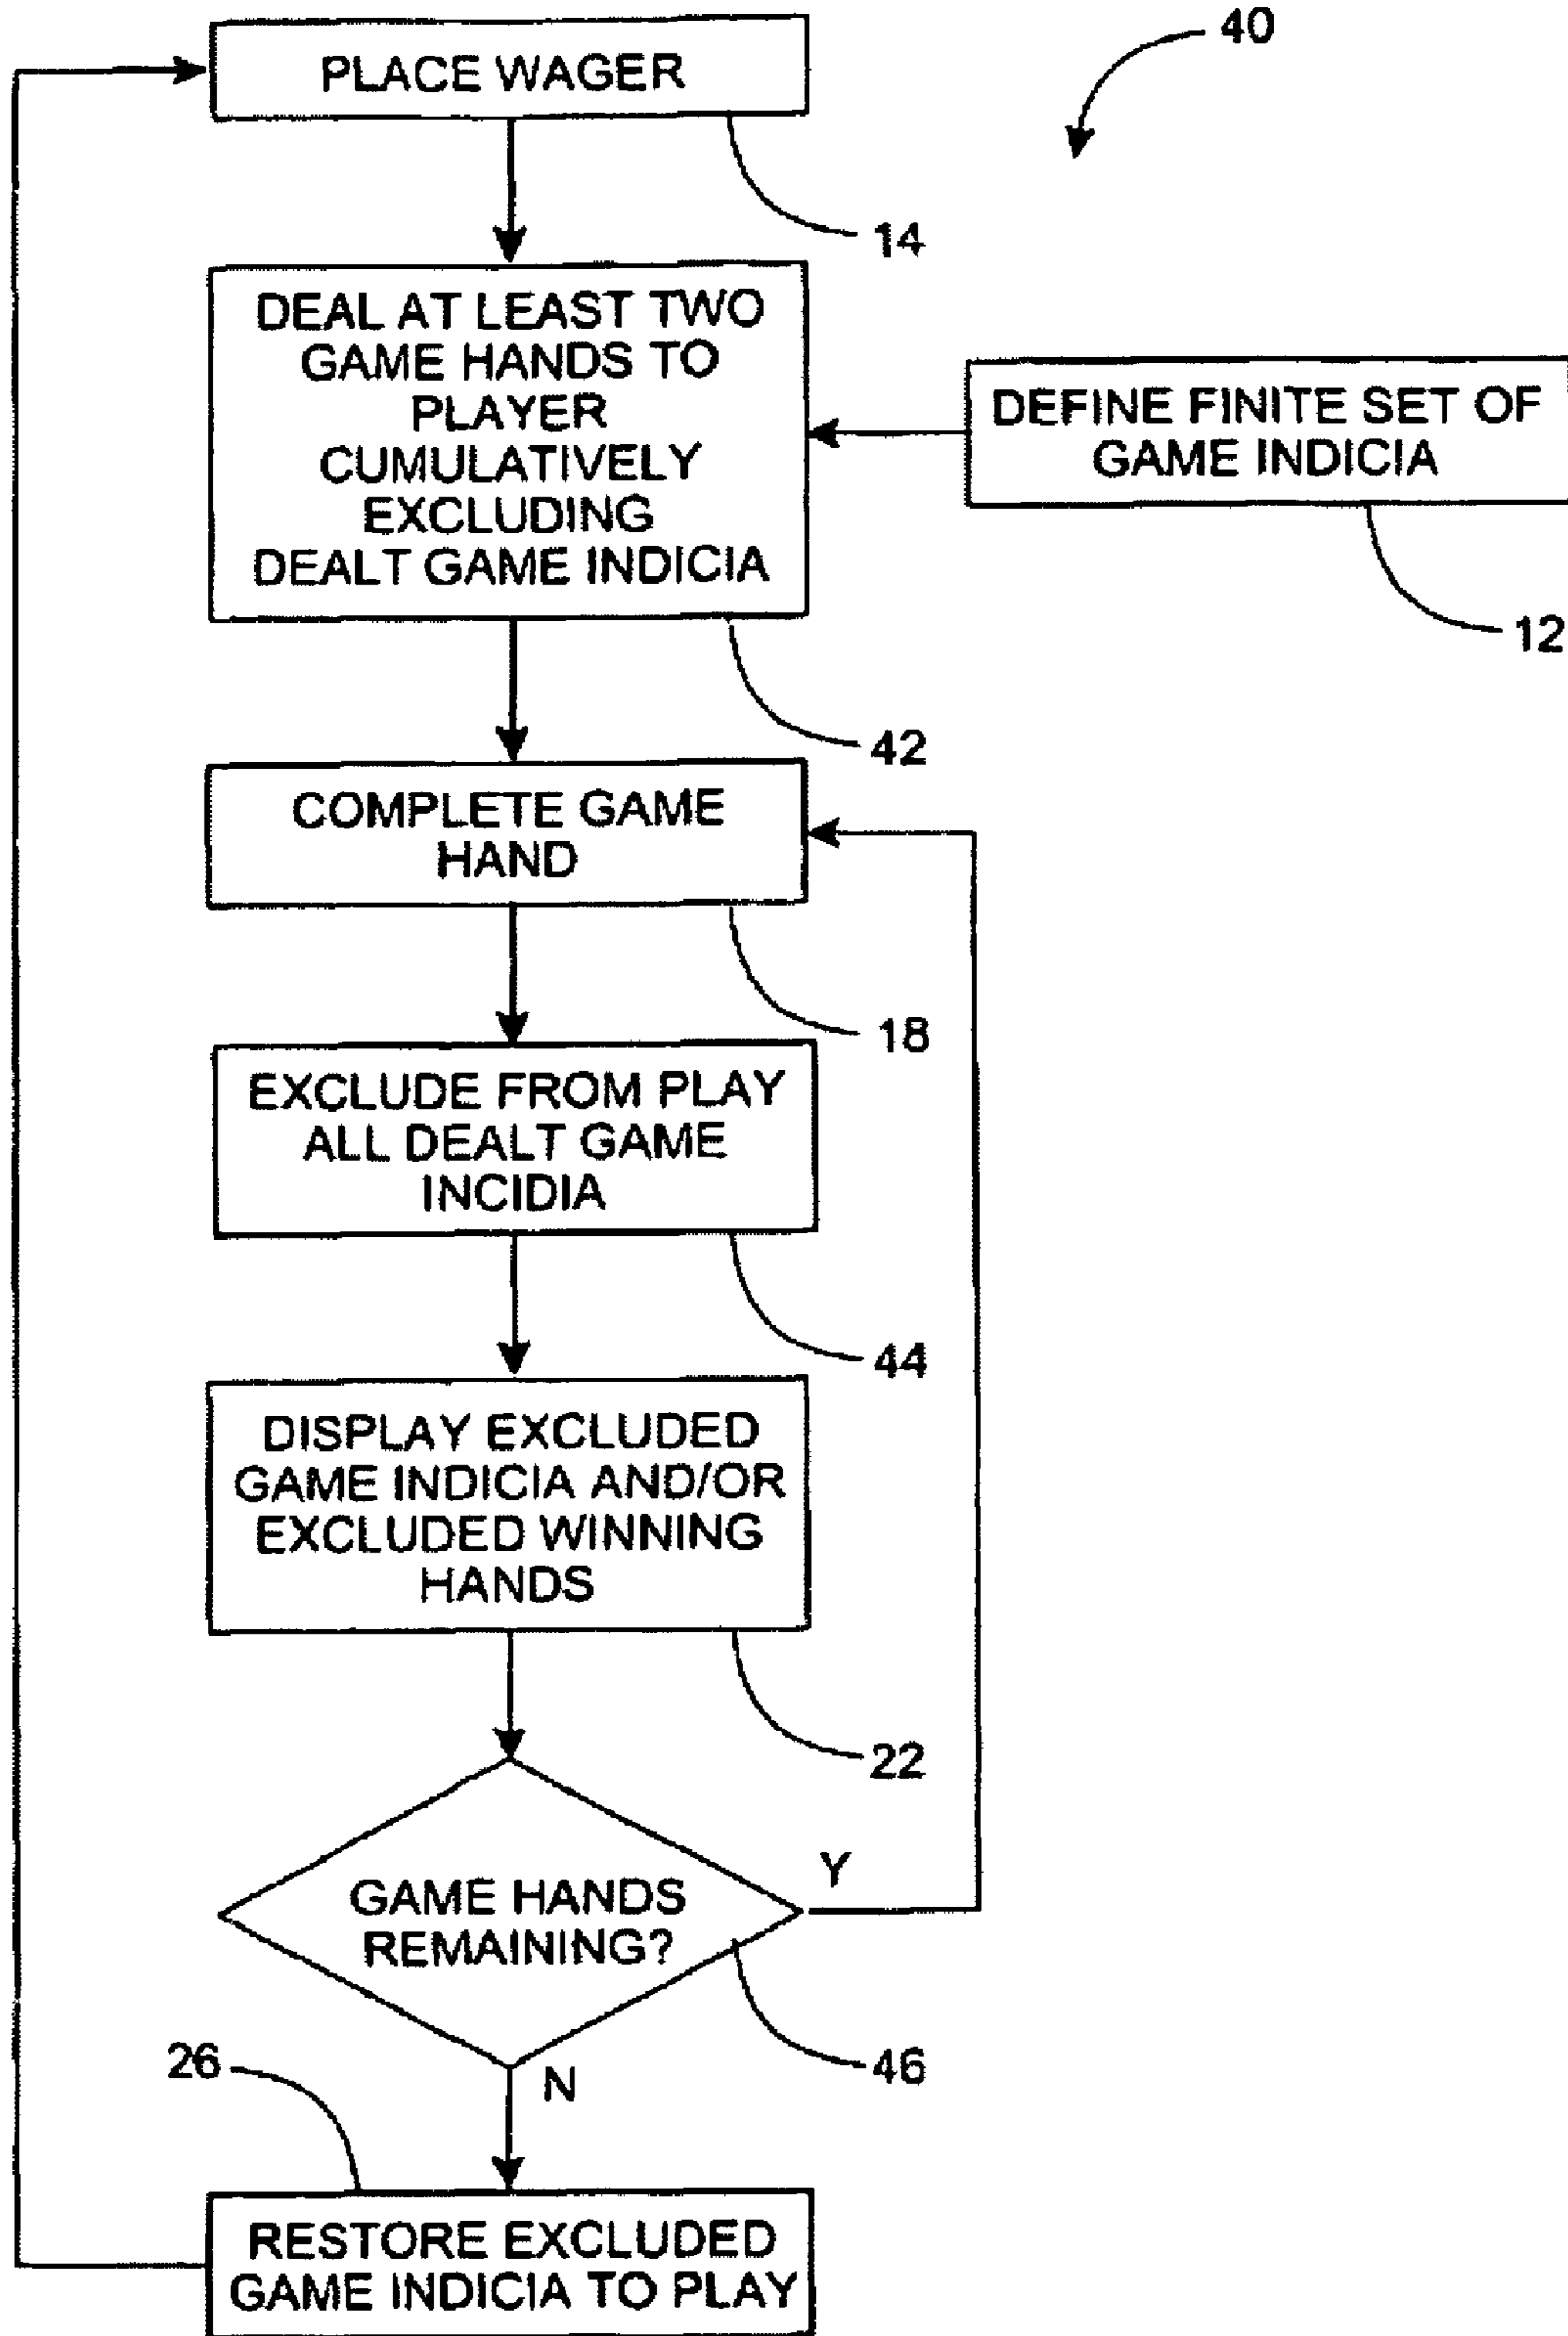 40
PLACE WAGER
14
DEAL AT LEAST TWO
GAME HANDS TO
PLAYER
CUMULATIVELY
EXCLUDING
DEALT GAME INDICIA
DEFINE FINITE SET OF
GAME INDICIA
12
42
COMPLETE GAME
HAND
18
EXCLUDE FROM PLAY
ALL DEALT GAME
INCIDIA
44
DISPLAY EXCLUDED
GAME INDICIA AND/OR
EXCLUDED WINNING
HANDS
22
GAME HANDS
REMAINING?
Y
46
N
26
RESTORE EXCLUDED
GAME INDICIA TO PLAY